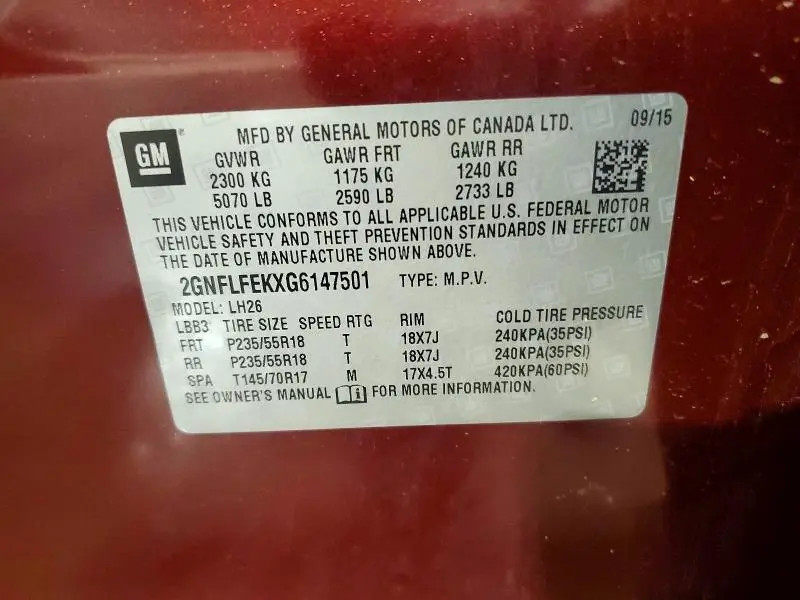 GM
MFD BY GENERAL MOTORS OF CANADA LTD. 09/15
GVWR GAWR FRT GAWR RR
2300 KG 1175 KG 1240 KG
5070 LB 2590 LB 2733 LB
THIS VEHICLE CONFORMS TO ALL APPLICABLE U.S. FEDERAL MOTOR
VEHICLE SAFETY AND THEFT PREVENTION STANDARDS IN EFFECT ON
THE DATE OF MANUFACTURE SHOWN ABOVE.
2GNFLFEKXG6147501 TYPE: M.P.V.
MODEL: LH26
LBB3 TIRE SIZE SPEED RTG RIM COLD TIRE PRESSURE
FRT P235/55R18 T 18X7J 240KPA(35PSI)
RR P235/55R18 T 18X7J 240KPA(35PSI)
SPA T145/70R17 M 17X4.5T 420KPA(60PSI)
SEE OWNER'S MANUAL i FOR MORE INFORMATION.